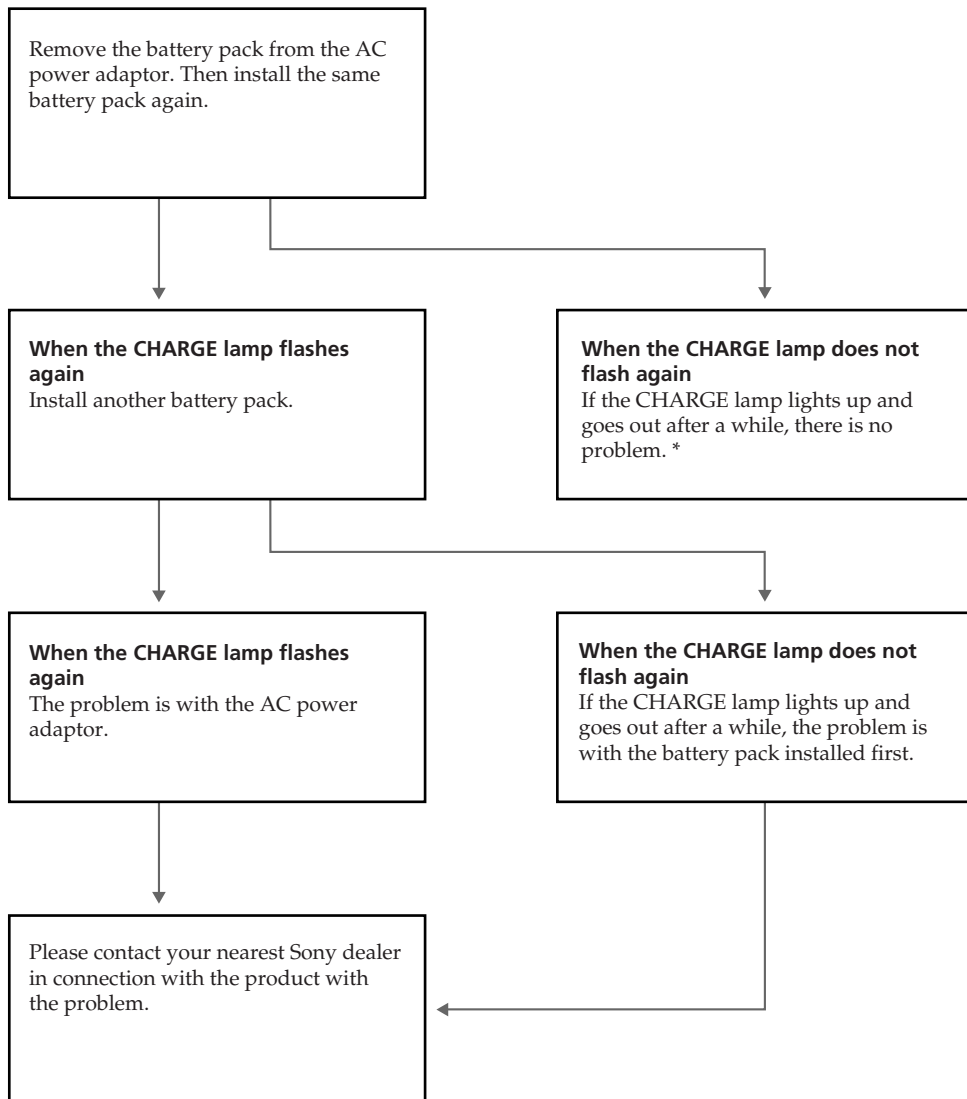 Remove the battery pack from the AC
power adaptor. Then install the same
battery pack again.
When the CHARGE lamp flashes
again
Install another battery pack.
When the CHARGE lamp does not
flash again
If the CHARGE lamp lights up and
goes out after a while, there is no
problem. *
When the CHARGE lamp flashes
again
The problem is with the AC power
adaptor.
When the CHARGE lamp does not
flash again
If the CHARGE lamp lights up and
goes out after a while, the problem is
with the battery pack installed first.
Please contact your nearest Sony dealer
in connection with the product with
the problem.